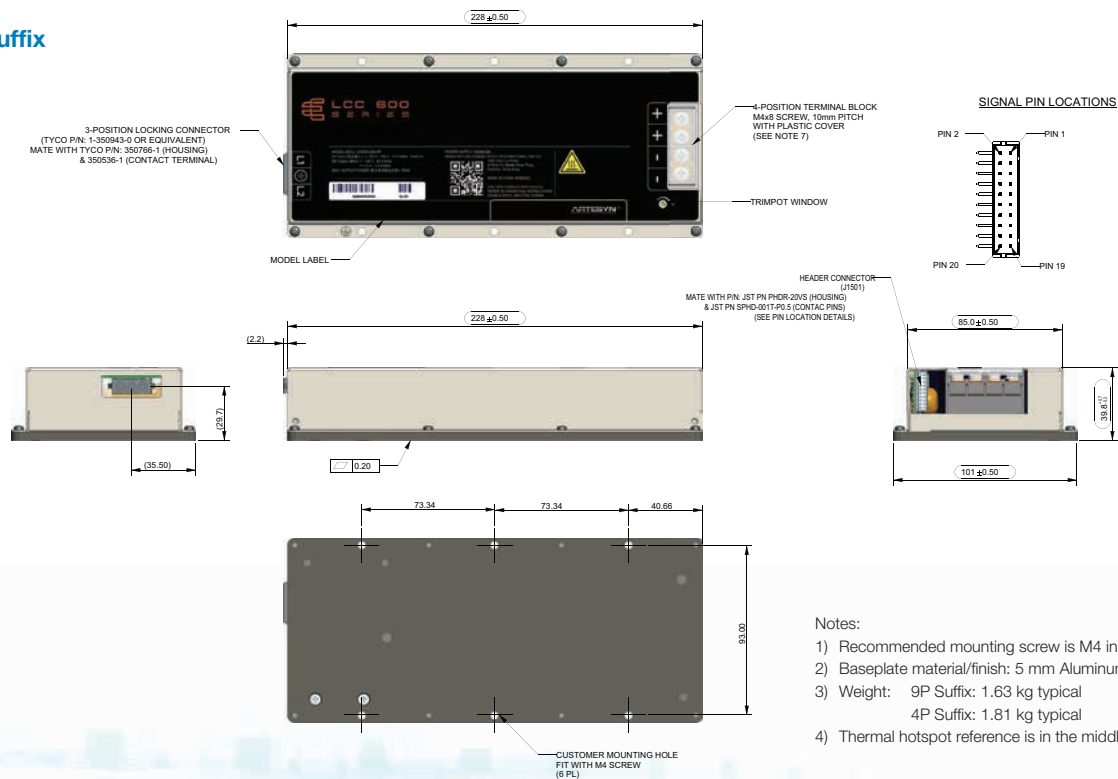 uffix
228 ±0.50
3-POSITION LOCKING CONNECTOR
(TYCO P/N: 1-350943-0 OR EQUIVALENT)
MATE WITH TYCO P/N: 350766-1 (HOUSING)
& 350536-1 (CONTACT TERMINAL)
LCC 600
SERIES
L1
L2
+
+
-
-
ARTESYN
4-POSITION TERMINAL BLOCK
M4x8 SCREW, 10mm PITCH
WITH PLASTIC COVER
(SEE NOTE 7)
TRIMPOT WINDOW
MODEL LABEL
SIGNAL PIN LOCATIONS
PIN 2
PIN 1
PIN 20
PIN 19
HEADER CONNECTOR
(J1501)
MATE WITH P/N: JST PN PHDR-20VS (HOUSING)
& JST PN SPHD-001T-P0.5 (CONTAC PINS)
(SEE PIN LOCATION DETAILS)
(2.2)
228 ±0.50
85.0 ±0.50
(29.7)
(35.50)
0.20
39.8
101 ±0.50
73.34
73.34
40.66
93.00
CUSTOMER MOUNTING HOLE
FIT WITH M4 SCREW
(6 PL)
Notes:
1) Recommended mounting screw is M4 in
2) Baseplate material/finish: 5 mm Aluminu
3) Weight: 9P Suffix: 1.63 kg typical
4P Suffix: 1.81 kg typical
4) Thermal hotspot reference is in the middl